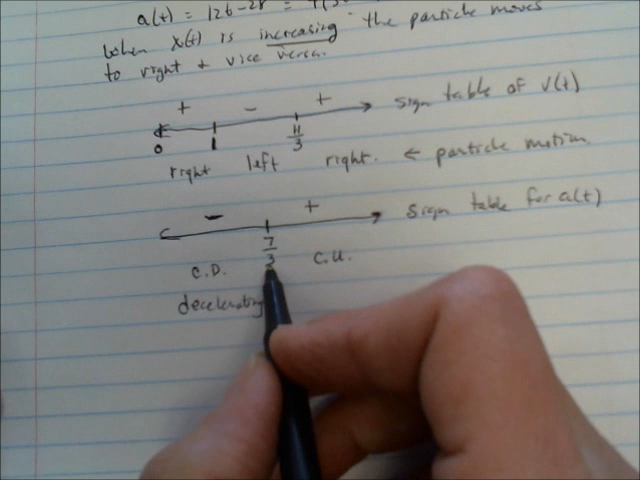 a(t) = 12t - 28 =
When x(t) is increasing the particle moves
to right + vice versa.
+ - + sign table of v(t)
0 1 11/3
right left right. ← particle motion.
- + sign table for a(t)
7/3
C.D. C.U.
decelerating